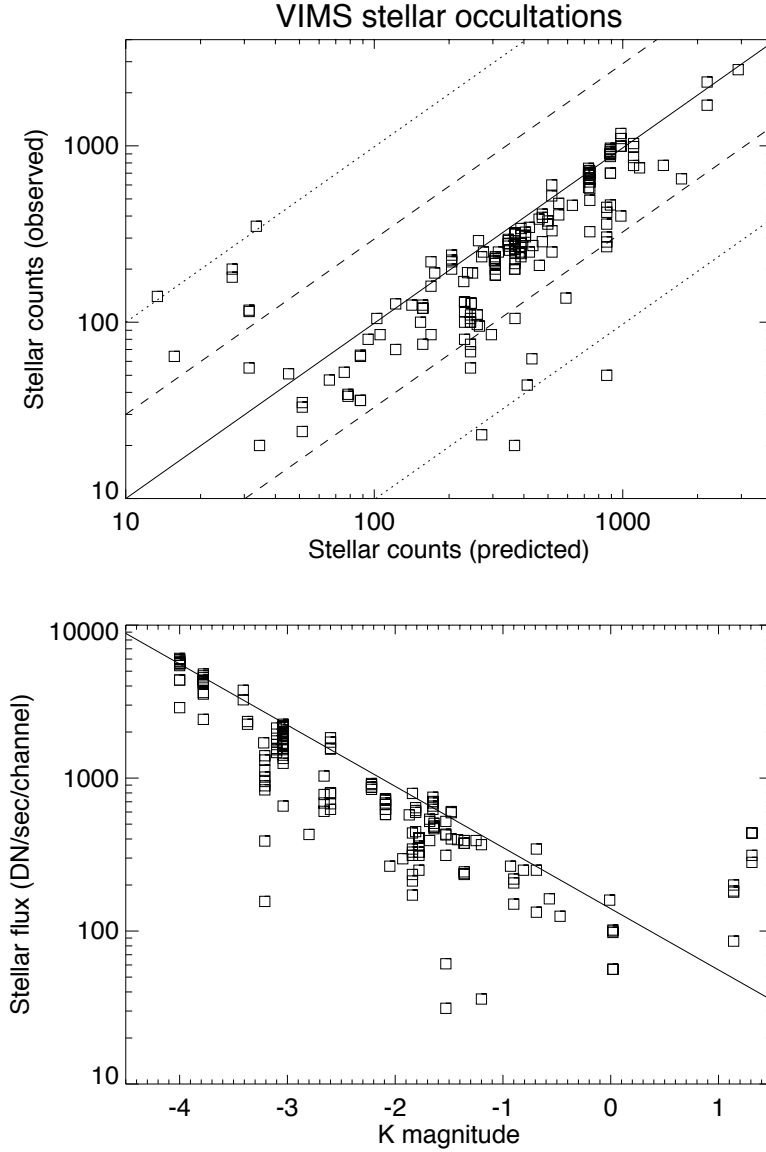 VIMS stellar occultations
1000
100
10
Stellar counts (observed)
10 100 1000
Stellar counts (predicted)
10000
1000
100
10
Stellar flux (DN/sec/channel)
-4 -3 -2 -1 0 1
K magnitude